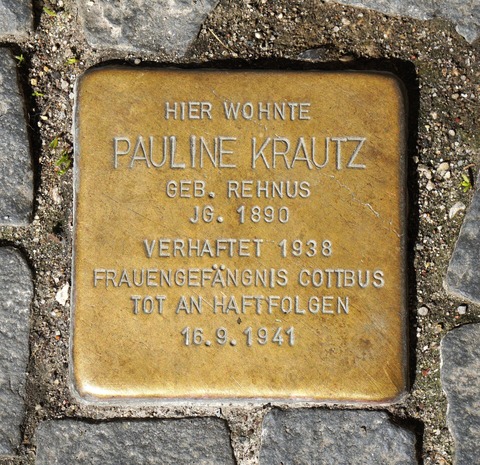 HIER WOHNTE
PAULINE KRAUTZ
GEB. REHNUS
JG. 1890
VERHAFTET 1938
FRAUENGEFÄNGNIS COTTBUS
TOT AN HAFTFOLGEN
16.9.1941